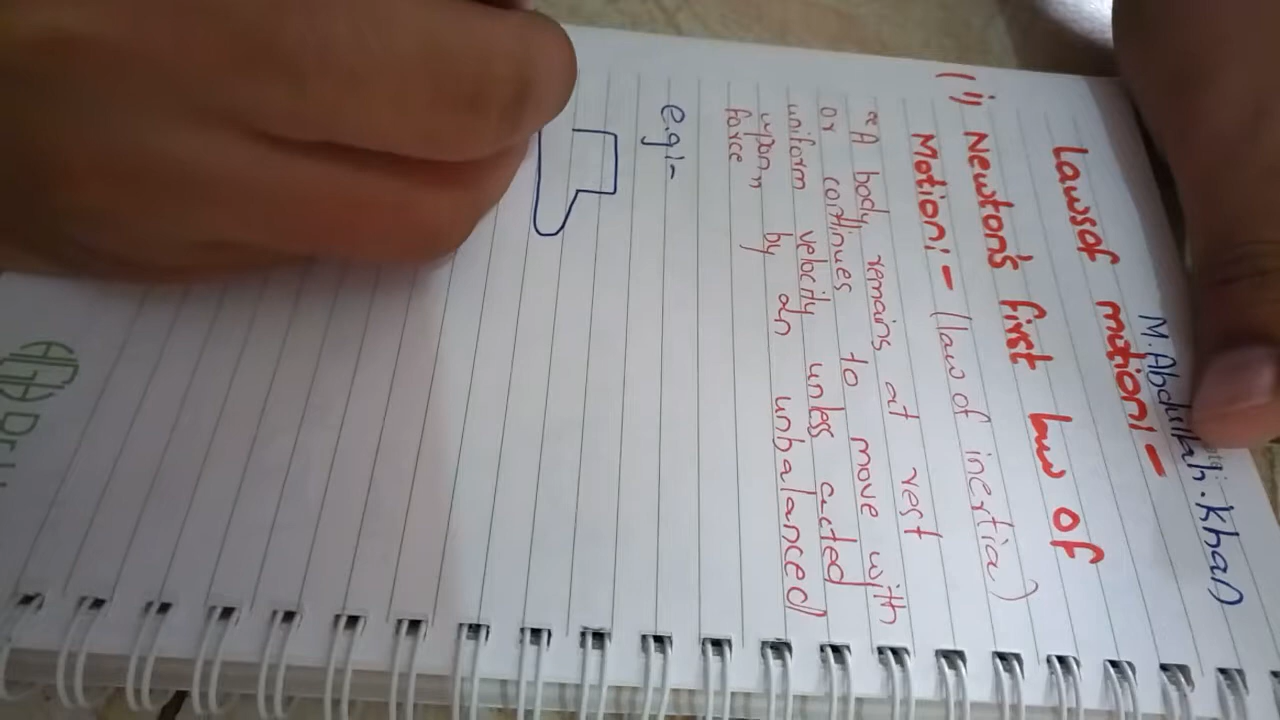 M.Abdullah.Khan
Laws of motion:-
(i) Newton's first law of
Motion:- (law of inertia)
"A body remains at rest
or continues to move with
uniform velocity unless acted
upon by an unbalanced
force
e.g:-